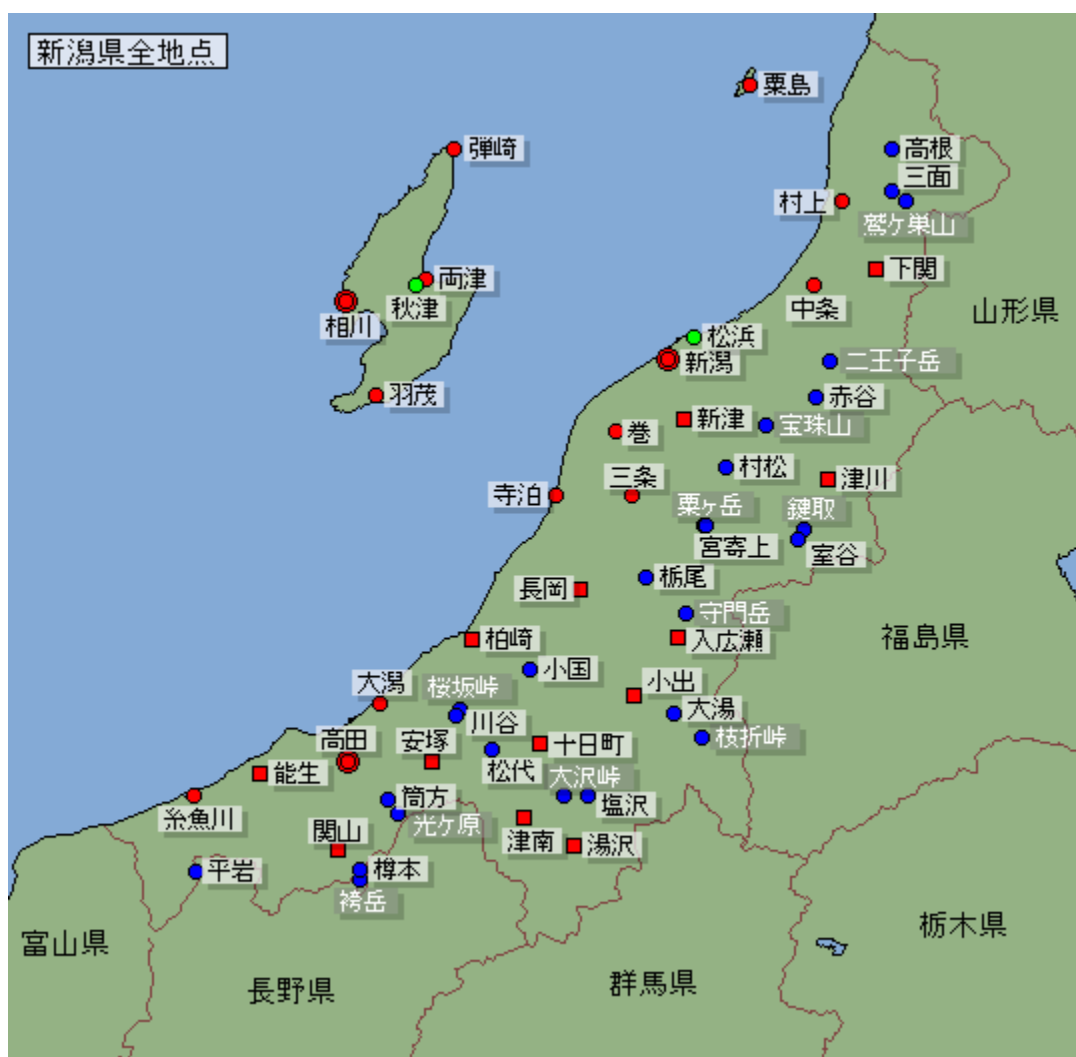 新潟県全地点
粟島
弾崎
高根
三面
村上
鷲ヶ巣山
下関
両津
中条
秋津
山形県
相川
松浜
新潟
二王子岳
羽茂
赤谷
新津
宝珠山
巻
村松
三条
津川
寺泊
粟ヶ岳
鍵取
宮寄上
室谷
栃尾
長岡
守門岳
柏崎
入広瀬
福島県
小国
小出
大潟
桜坂峠
大湯
川谷
枝折峠
高田
安塚
十日町
能生
松代
大沢峠
筒方
塩沢
糸魚川
光ケ原
関山
津南
湯沢
平岩
樽本
袴岳
栃木県
富山県
群馬県
長野県